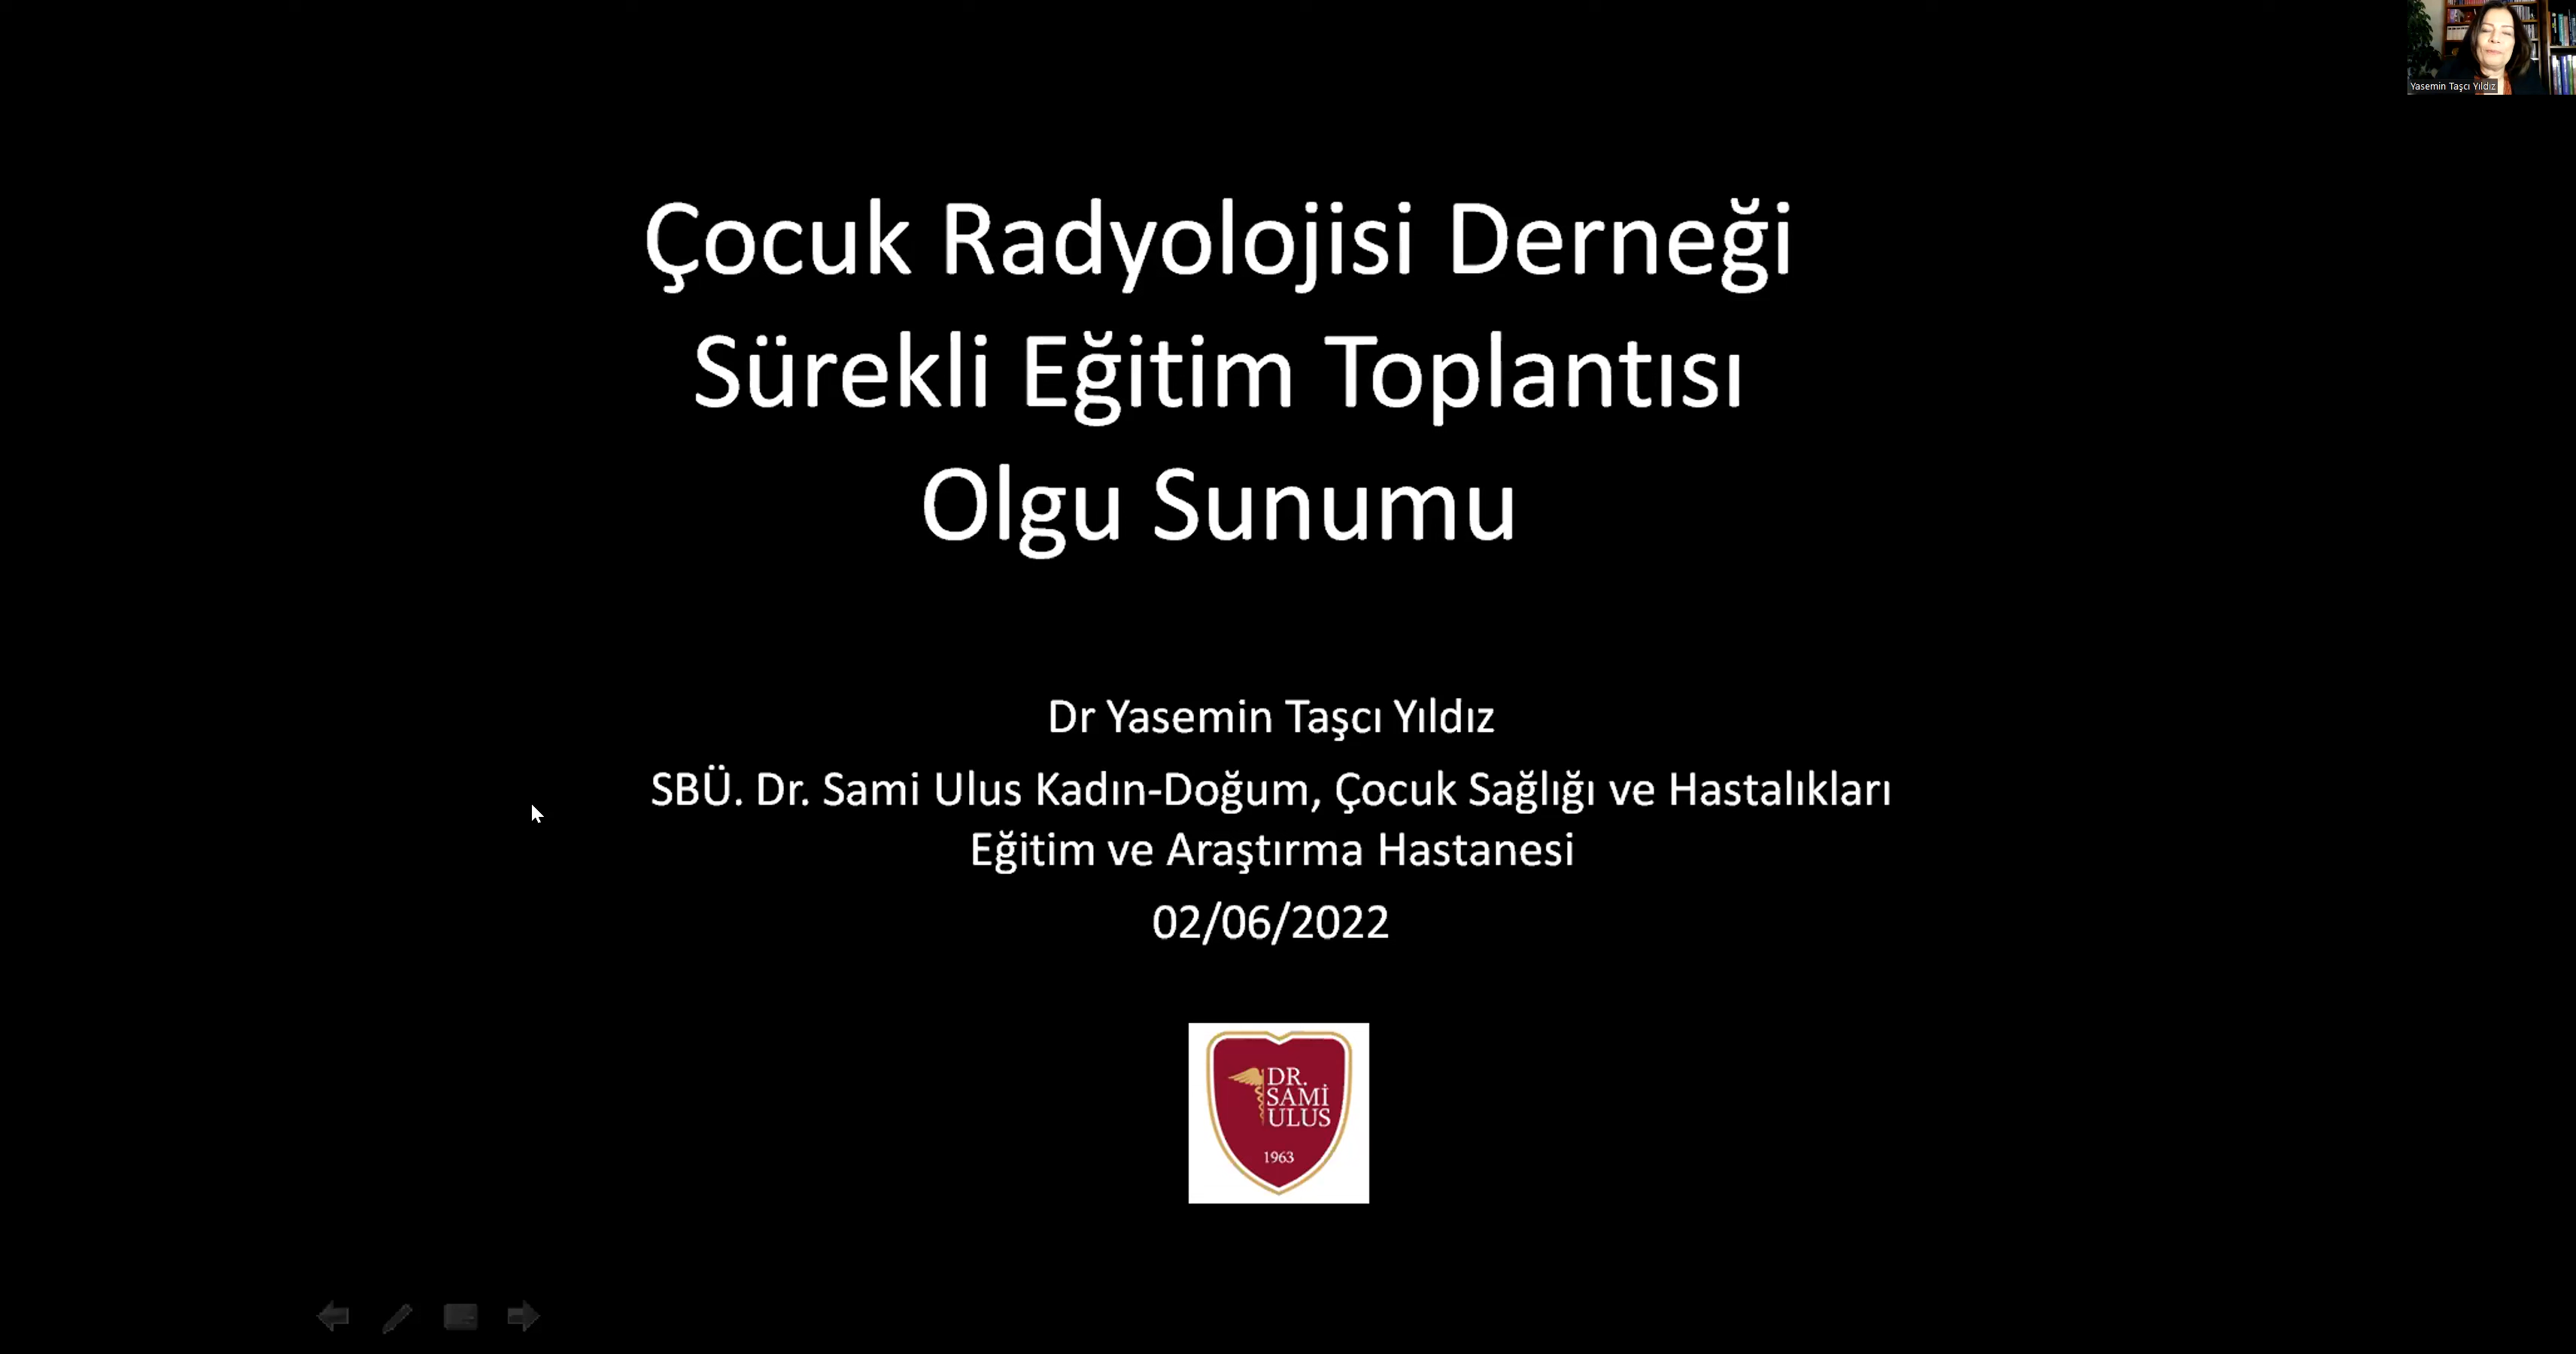 Yasemin Taşcı Yıldız
Çocuk Radyolojisi Derneği
Sürekli Eğitim Toplantısı
Olgu Sunumu
Dr Yasemin Taşcı Yıldız
SBÜ. Dr. Sami Ulus Kadın-Doğum, Çocuk Sağlığı ve Hastalıkları
Eğitim ve Araştırma Hastanesi
02/06/2022
DR.
SAMİ
ULUS
1963